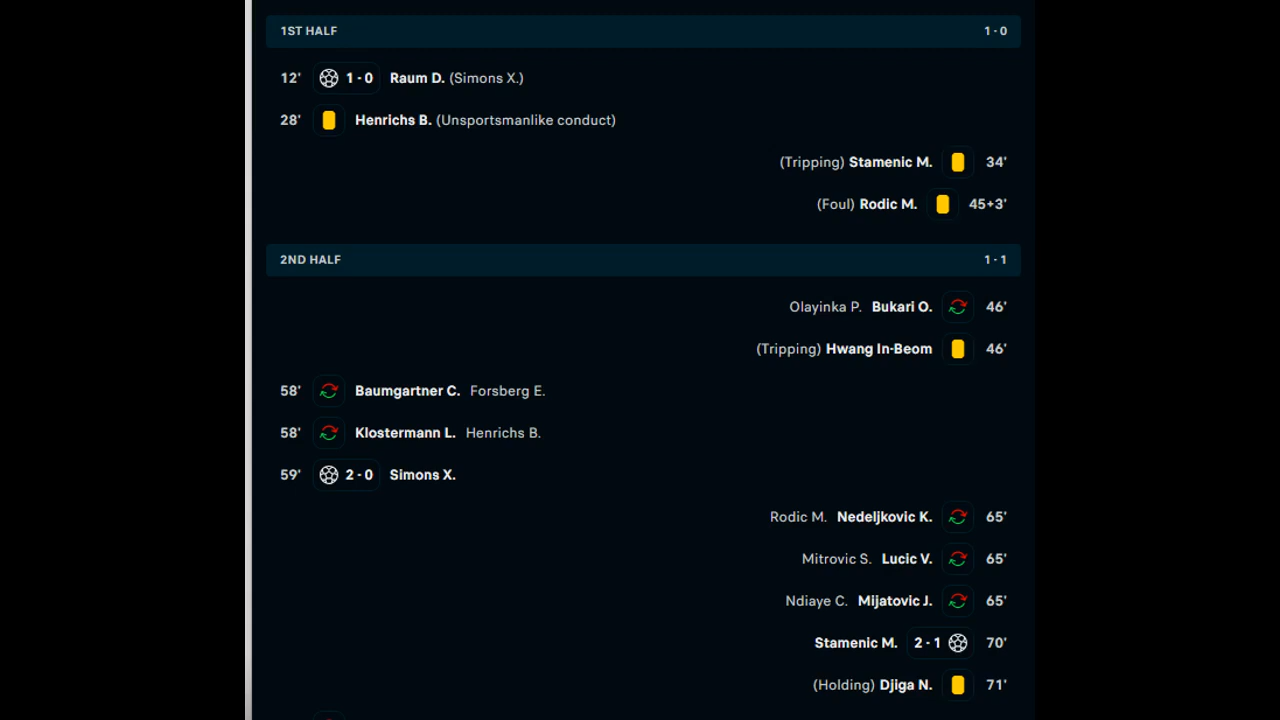 1ST HALF 1 - 0
12' 1 - 0 Raum D. (Simons X.)
28' Henrichs B. (Unsportsmanlike conduct)
(Tripping) Stamenic M. 34'
(Foul) Rodic M. 45+3'
2ND HALF 1 - 1
Olayinka P. Bukari O. 46'
(Tripping) Hwang In-Beom 46'
58' Baumgartner C. Forsberg E.
58' Klostermann L. Henrichs B.
59' 2 - 0 Simons X.
Rodic M. Nedeljkovic K. 65'
Mitrovic S. Lucic V. 65'
Ndiaye C. Mijatovic J. 65'
Stamenic M. 2 - 1 70'
(Holding) Djiga N. 71'